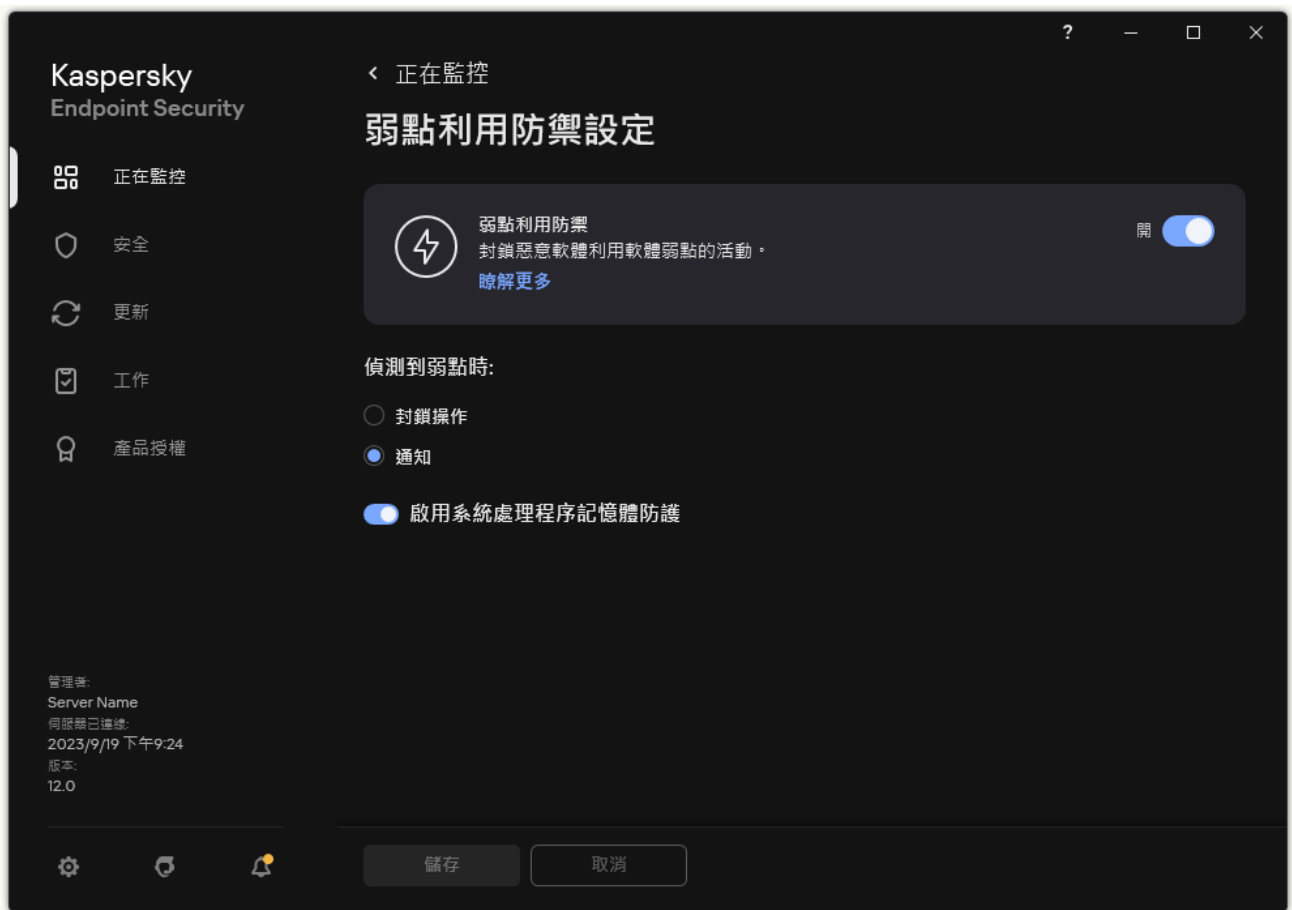 ?
Kaspersky
Endpoint Security
正在監控
安全
更新
工作
產品授權
管理者:
Server Name
伺服器已連線:
2023/9/19 下午9:24
版本:
12.0
正在監控
弱點利用防禦設定
弱點利用防禦
封鎖惡意軟體利用軟體弱點的活動。
瞭解更多
開
偵測到弱點時:
封鎖操作
通知
啟用系統處理程序記憶體防護
儲存
取消